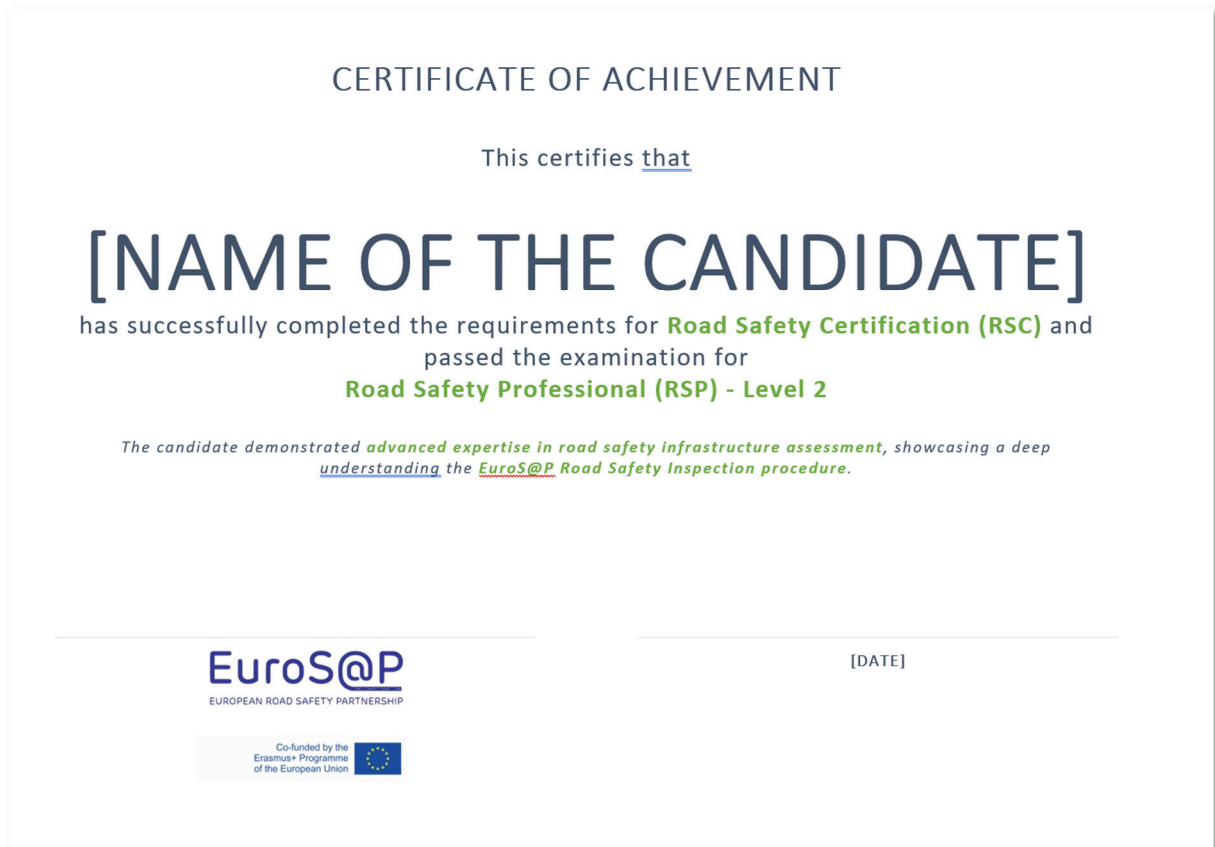 CERTIFICATE OF ACHIEVEMENT
This certifies that
[NAME OF THE CANDIDATE]
has successfully completed the requirements for Road Safety Certification (RSC) and
passed the examination for
Road Safety Professional (RSP) - Level 2
The candidate demonstrated advanced expertise in road safety infrastructure assessment, showcasing a deep
understanding the EuroS@P Road Safety Inspection procedure.
EuroS@P
EUROPEAN ROAD SAFETY PARTNERSHIP
[DATE]
Co-funded by the
Erasmus+ Programme
of the European Union